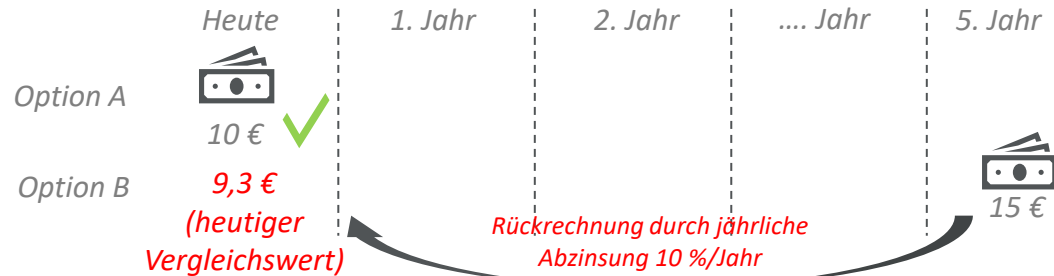 Heute 1. Jahr 2. Jahr .... Jahr 5. Jahr
Option A
10 €
Option B 9,3 €
(heutiger
Vergleichswert)
15 €
Rückrechnung durch jährliche
Abzinsung 10 %/Jahr